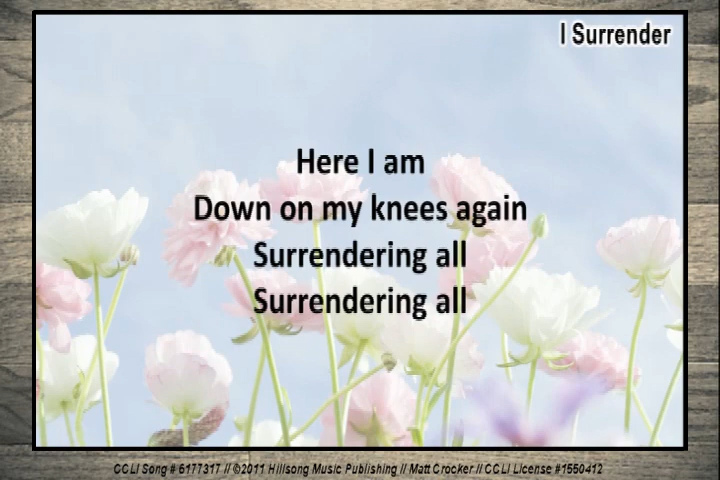 I Surrender
Here I am
Down on my knees again
Surrendering all
Surrendering all
CCLI Song # 6177317 // ©2011 Hillsong Music Publishing // Matt Crocker // CCLI License #1550412